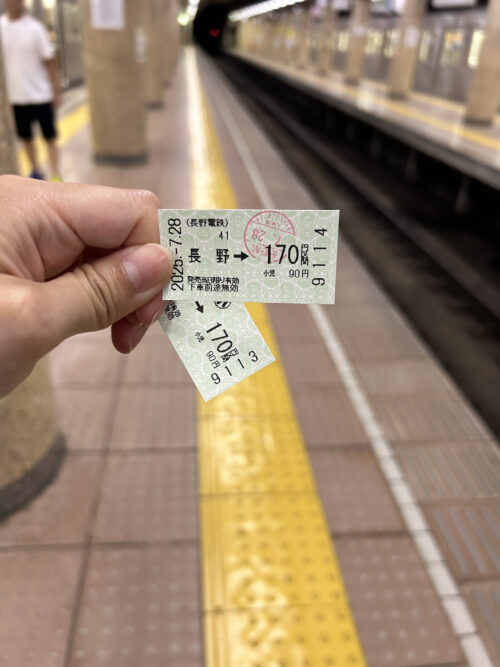 2025.-7.28
(長野電鉄)
41
長野→170円区間
小児 90円
発売当日限り有効
下車前途無効
9114
28
→170円
小児 90円
9113